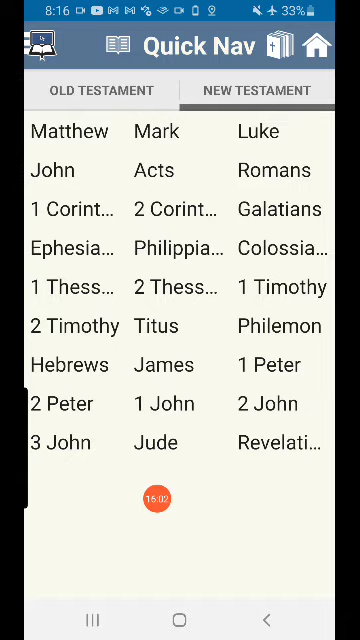 8:16 33%
Quick Nav
OLD TESTAMENT NEW TESTAMENT
Matthew Mark Luke
John Acts Romans
1 Corint... 2 Corint... Galatians
Ephesia... Philippia... Colossia...
1 Thess... 2 Thess... 1 Timothy
2 Timothy Titus Philemon
Hebrews James 1 Peter
2 Peter 1 John 2 John
3 John Jude Revelati...
16:02